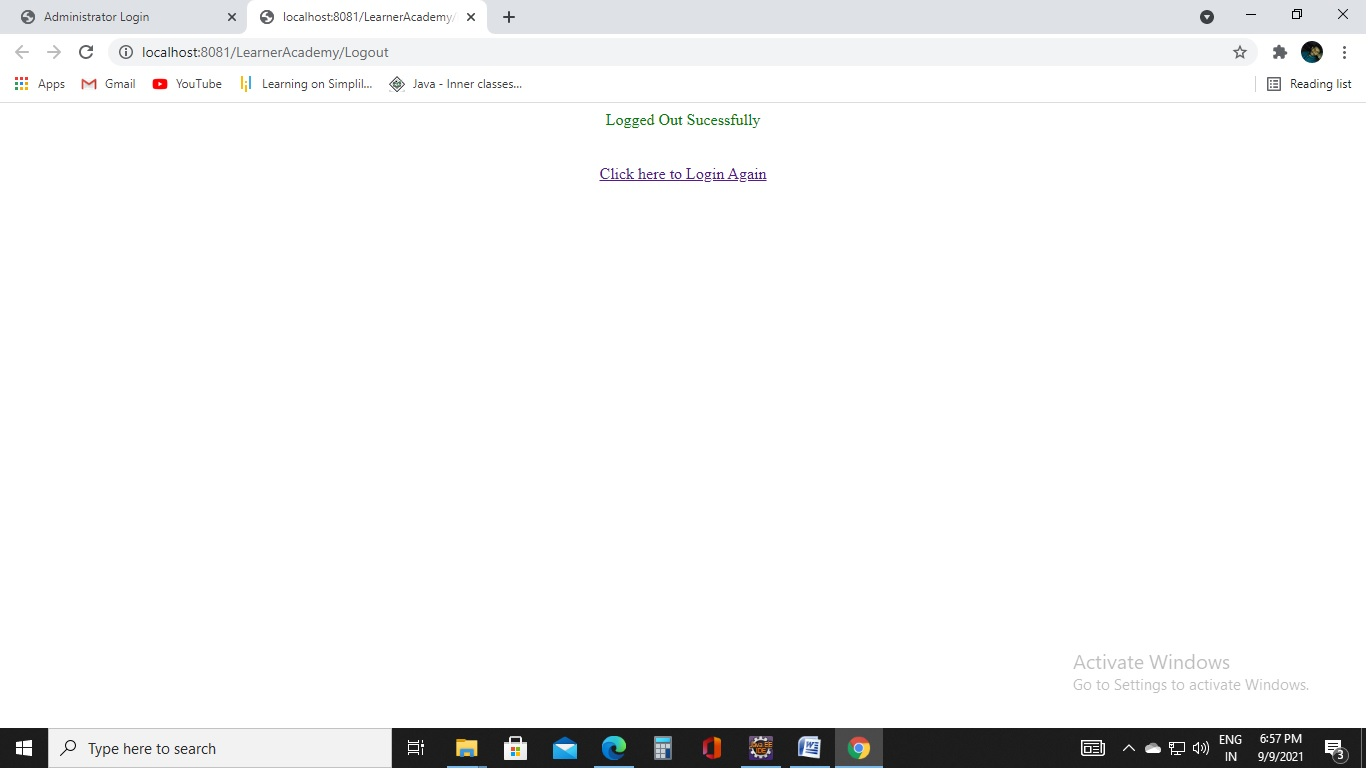 Administrator Login
localhost:8081/LearnerAcademy/
localhost:8081/LearnerAcademy/Logout
Apps
Gmail
YouTube
Learning on Simplil...
Java - Inner classes...
Reading list
Logged Out Sucessfully
Click here to Login Again
Activate Windows
Go to Settings to activate Windows.
Type here to search
ENG
IN
6:57 PM
9/9/2021
3